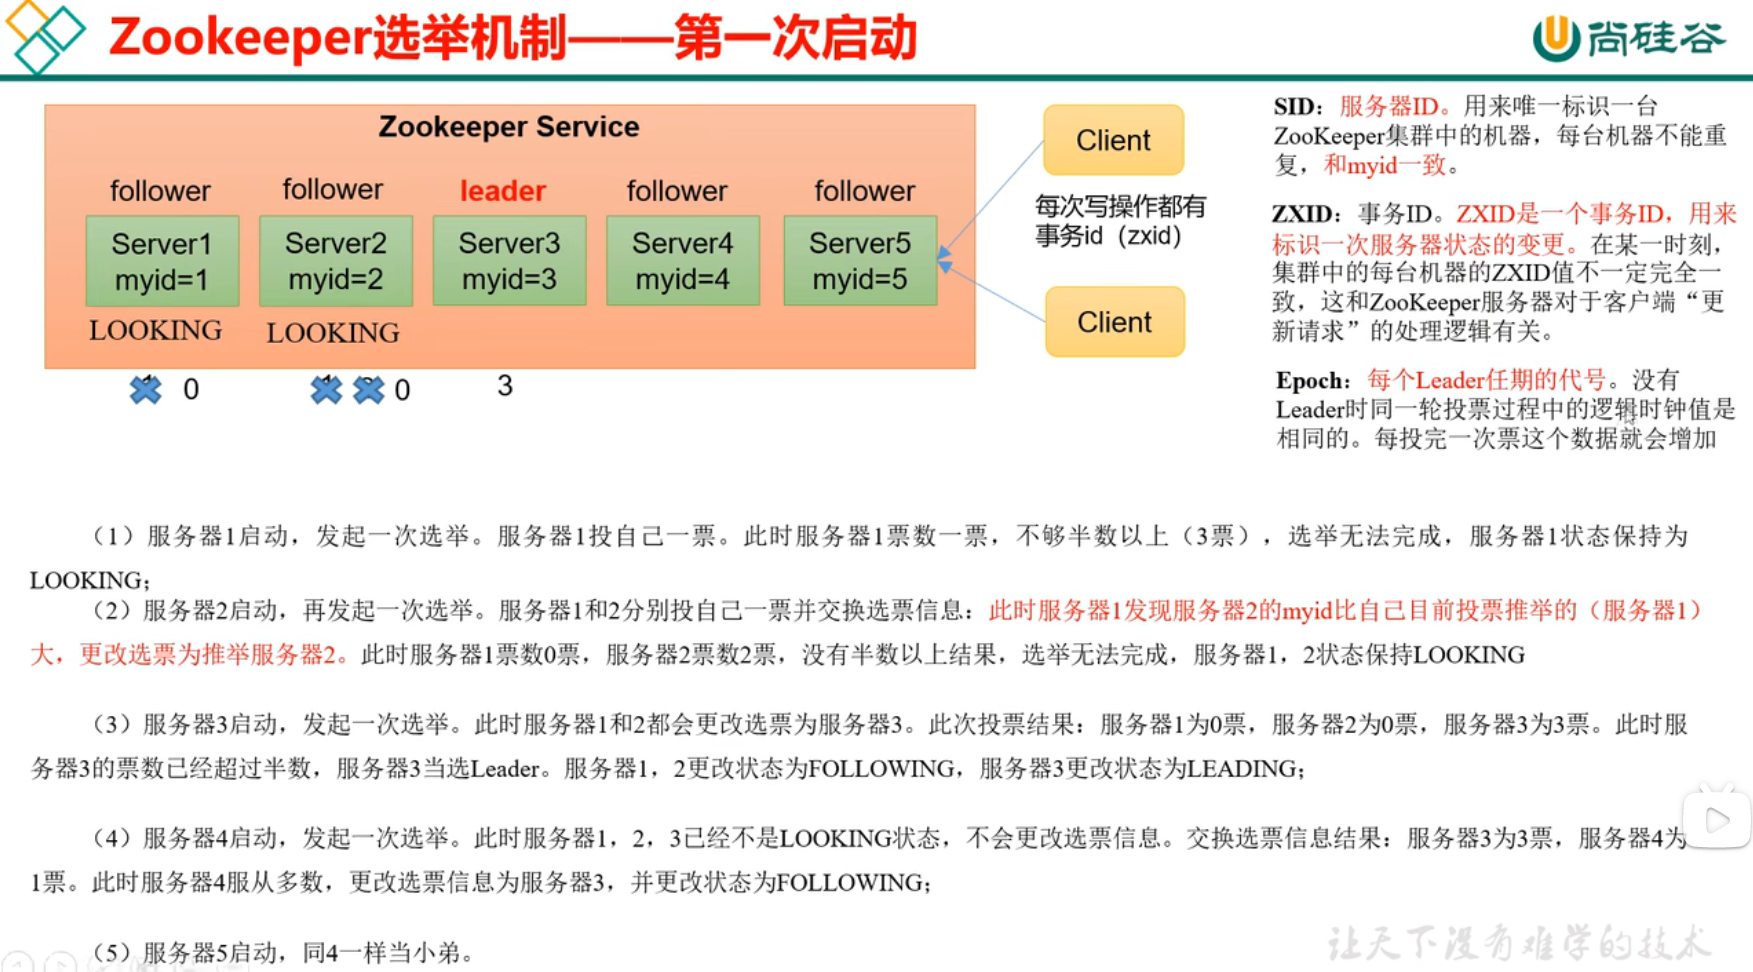 Zookeeper选举机制——第一次启动
尚硅谷
Zookeeper Service
follower
follower
leader
follower
follower
Server1
myid=1
Server2
myid=2
Server3
myid=3
Server4
myid=4
Server5
myid=5
LOOKING
LOOKING
0
0
3
Client
每次写操作都有
事务id（zxid）
Client
SID：服务器ID。用来唯一标识一台
ZooKeeper集群中的机器，每台机器不能重
复，和myid一致。
ZXID：事务ID。ZXID是一个事务ID，用来
标识一次服务器状态的变更。在某一时刻，
集群中的每台机器的ZXID值不一定完全一
致，这和ZooKeeper服务器对于客户端“更
新请求”的处理逻辑有关。
Epoch：每个Leader任期的代号。没有
Leader时同一轮投票过程中的逻辑时钟值是
相同的。每投完一次票这个数据就会增加
（1）服务器1启动，发起一次选举。服务器1投自己一票。此时服务器1票数一票，不够半数以上（3票），选举无法完成，服务器1状态保持为
LOOKING；
（2）服务器2启动，再发起一次选举。服务器1和2分别投自己一票并交换选票信息：此时服务器1发现服务器2的myid比自己目前投票推举的（服务器1）
大，更改选票为推举服务器2。此时服务器1票数0票，服务器2票数2票，没有半数以上结果，选举无法完成，服务器1，2状态保持LOOKING
（3）服务器3启动，发起一次选举。此时服务器1和2都会更改选票为服务器3。此次投票结果：服务器1为0票，服务器2为0票，服务器3为3票。此时服
务器3的票数已经超过半数，服务器3当选Leader。服务器1，2更改状态为FOLLOWING，服务器3更改状态为LEADING；
（4）服务器4启动，发起一次选举。此时服务器1，2，3已经不是LOOKING状态，不会更改选票信息。交换选票信息结果：服务器3为3票，服务器4为
1票。此时服务器4服从多数，更改选票信息为服务器3，并更改状态为FOLLOWING；
（5）服务器5启动，同4一样当小弟。
让天下没有难学的技术